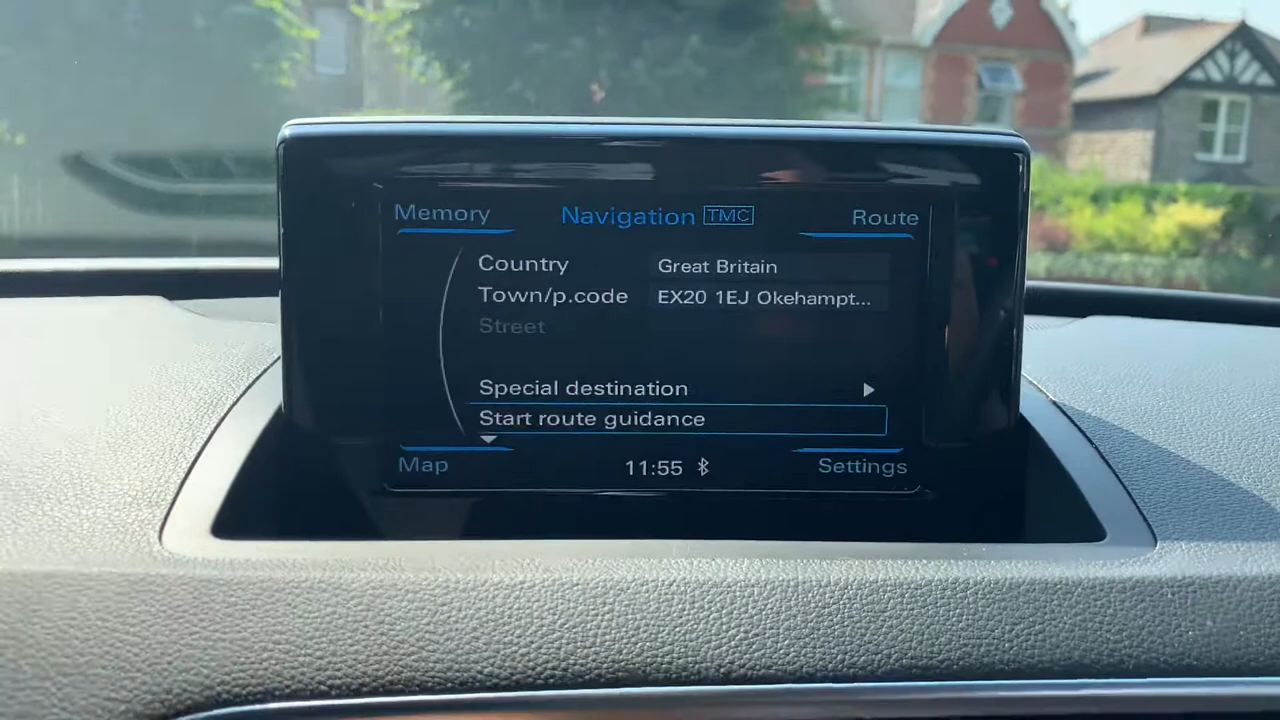 Memory Navigation TMC Route
Country Great Britain
Town/p.code EX20 1EJ Okehampt...
Street
Special destination
Start route guidance
Map 11:55 Settings